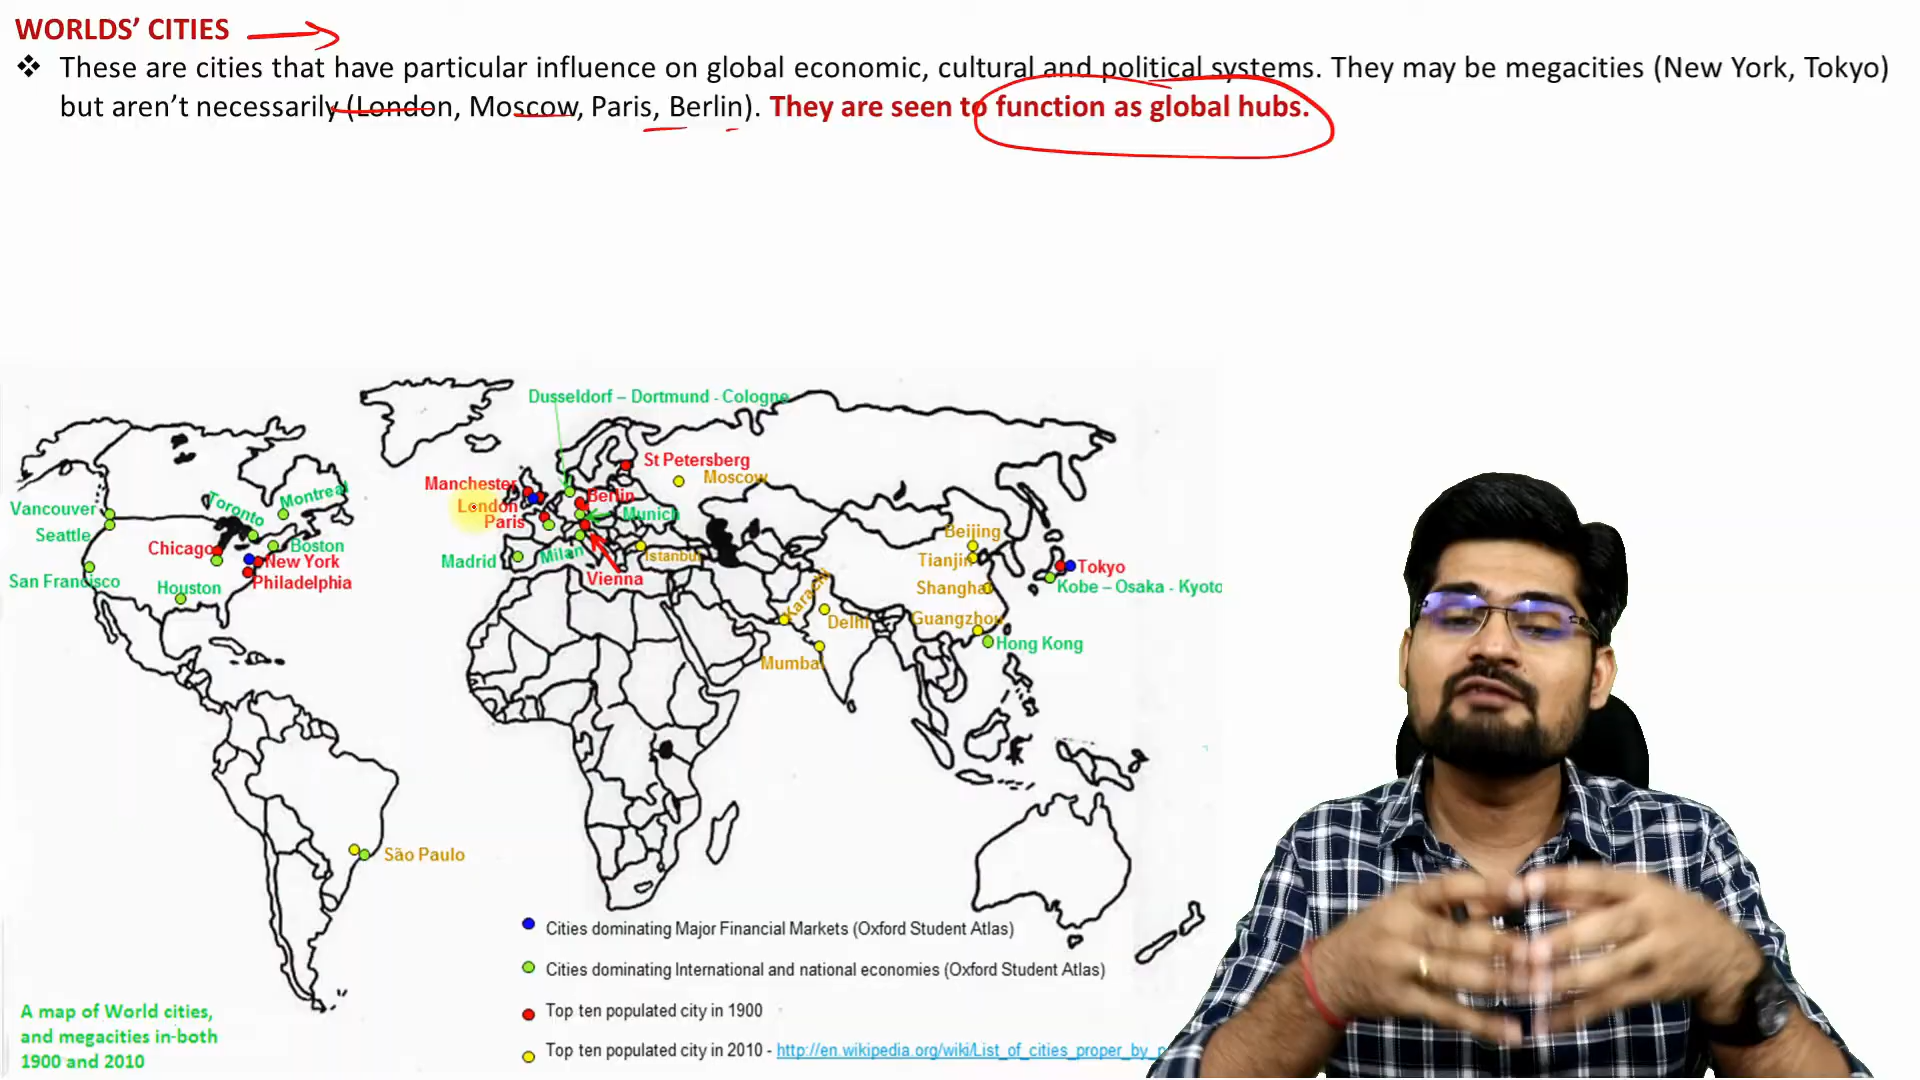 WORLDS’ CITIES
❖ These are cities that have particular influence on global economic, cultural and political systems. They may be megacities (New York, Tokyo)
but aren’t necessarily (London, Moscow, Paris, Berlin). They are seen to function as global hubs.
Dusseldorf – Dortmund - Cologne
St Petersberg
Moscow
Manchester
London
Paris
Berlin
Munich
Madrid
Milan
Istanbul
Vienna
Vancouver
Seattle
San Francisco
Toronto
Montreal
Chicago
Boston
New York
Philadelphia
Houston
Beijing
Tianjin
Shanghai
Guangzhou
Hong Kong
Tokyo
Kobe – Osaka - Kyoto
Karachi
Delhi
Mumbai
São Paulo
Cities dominating Major Financial Markets (Oxford Student Atlas)
Cities dominating International and national economies (Oxford Student Atlas)
Top ten populated city in 1900
Top ten populated city in 2010 - http://en.wikipedia.org/wiki/List_of_cities_proper_by_p
A map of World cities,
and megacities in both
1900 and 2010